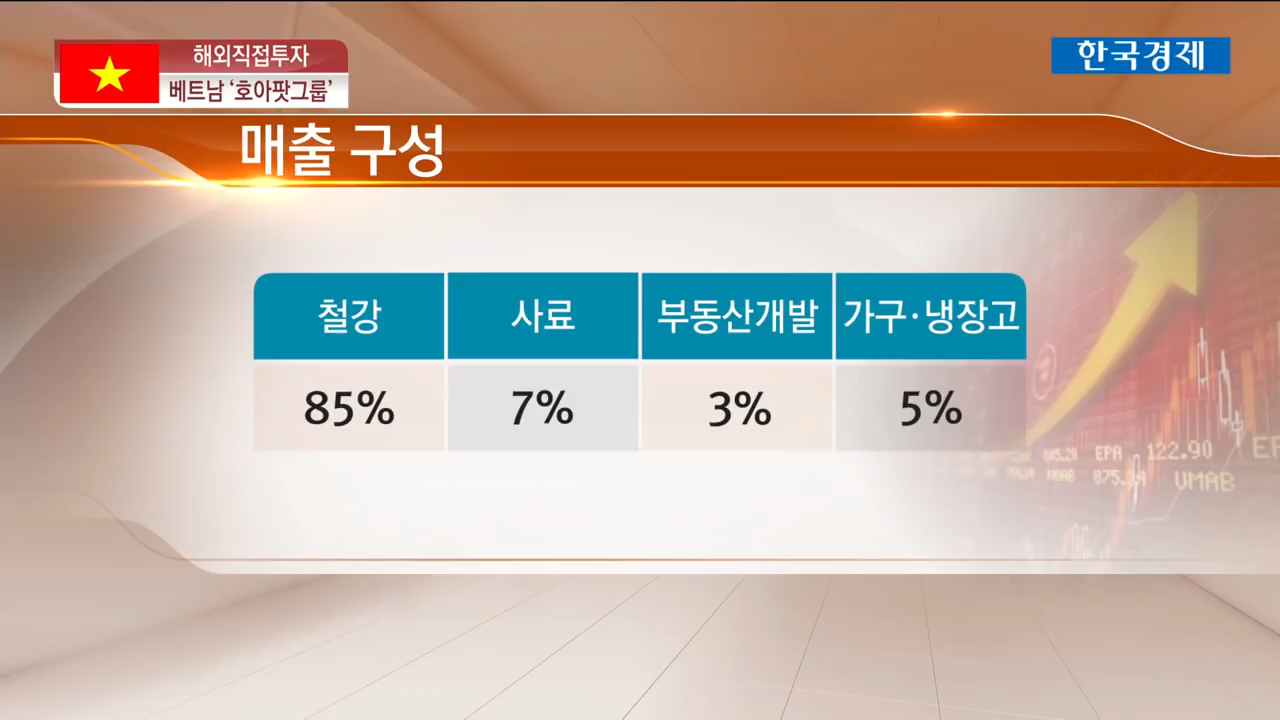 해외직접투자
베트남 ‘호아팟그룹’
한국경제
매출 구성
철강 사료 부동산개발 가구·냉장고
85% 7% 3% 5%
EPA 122.90
VMAB